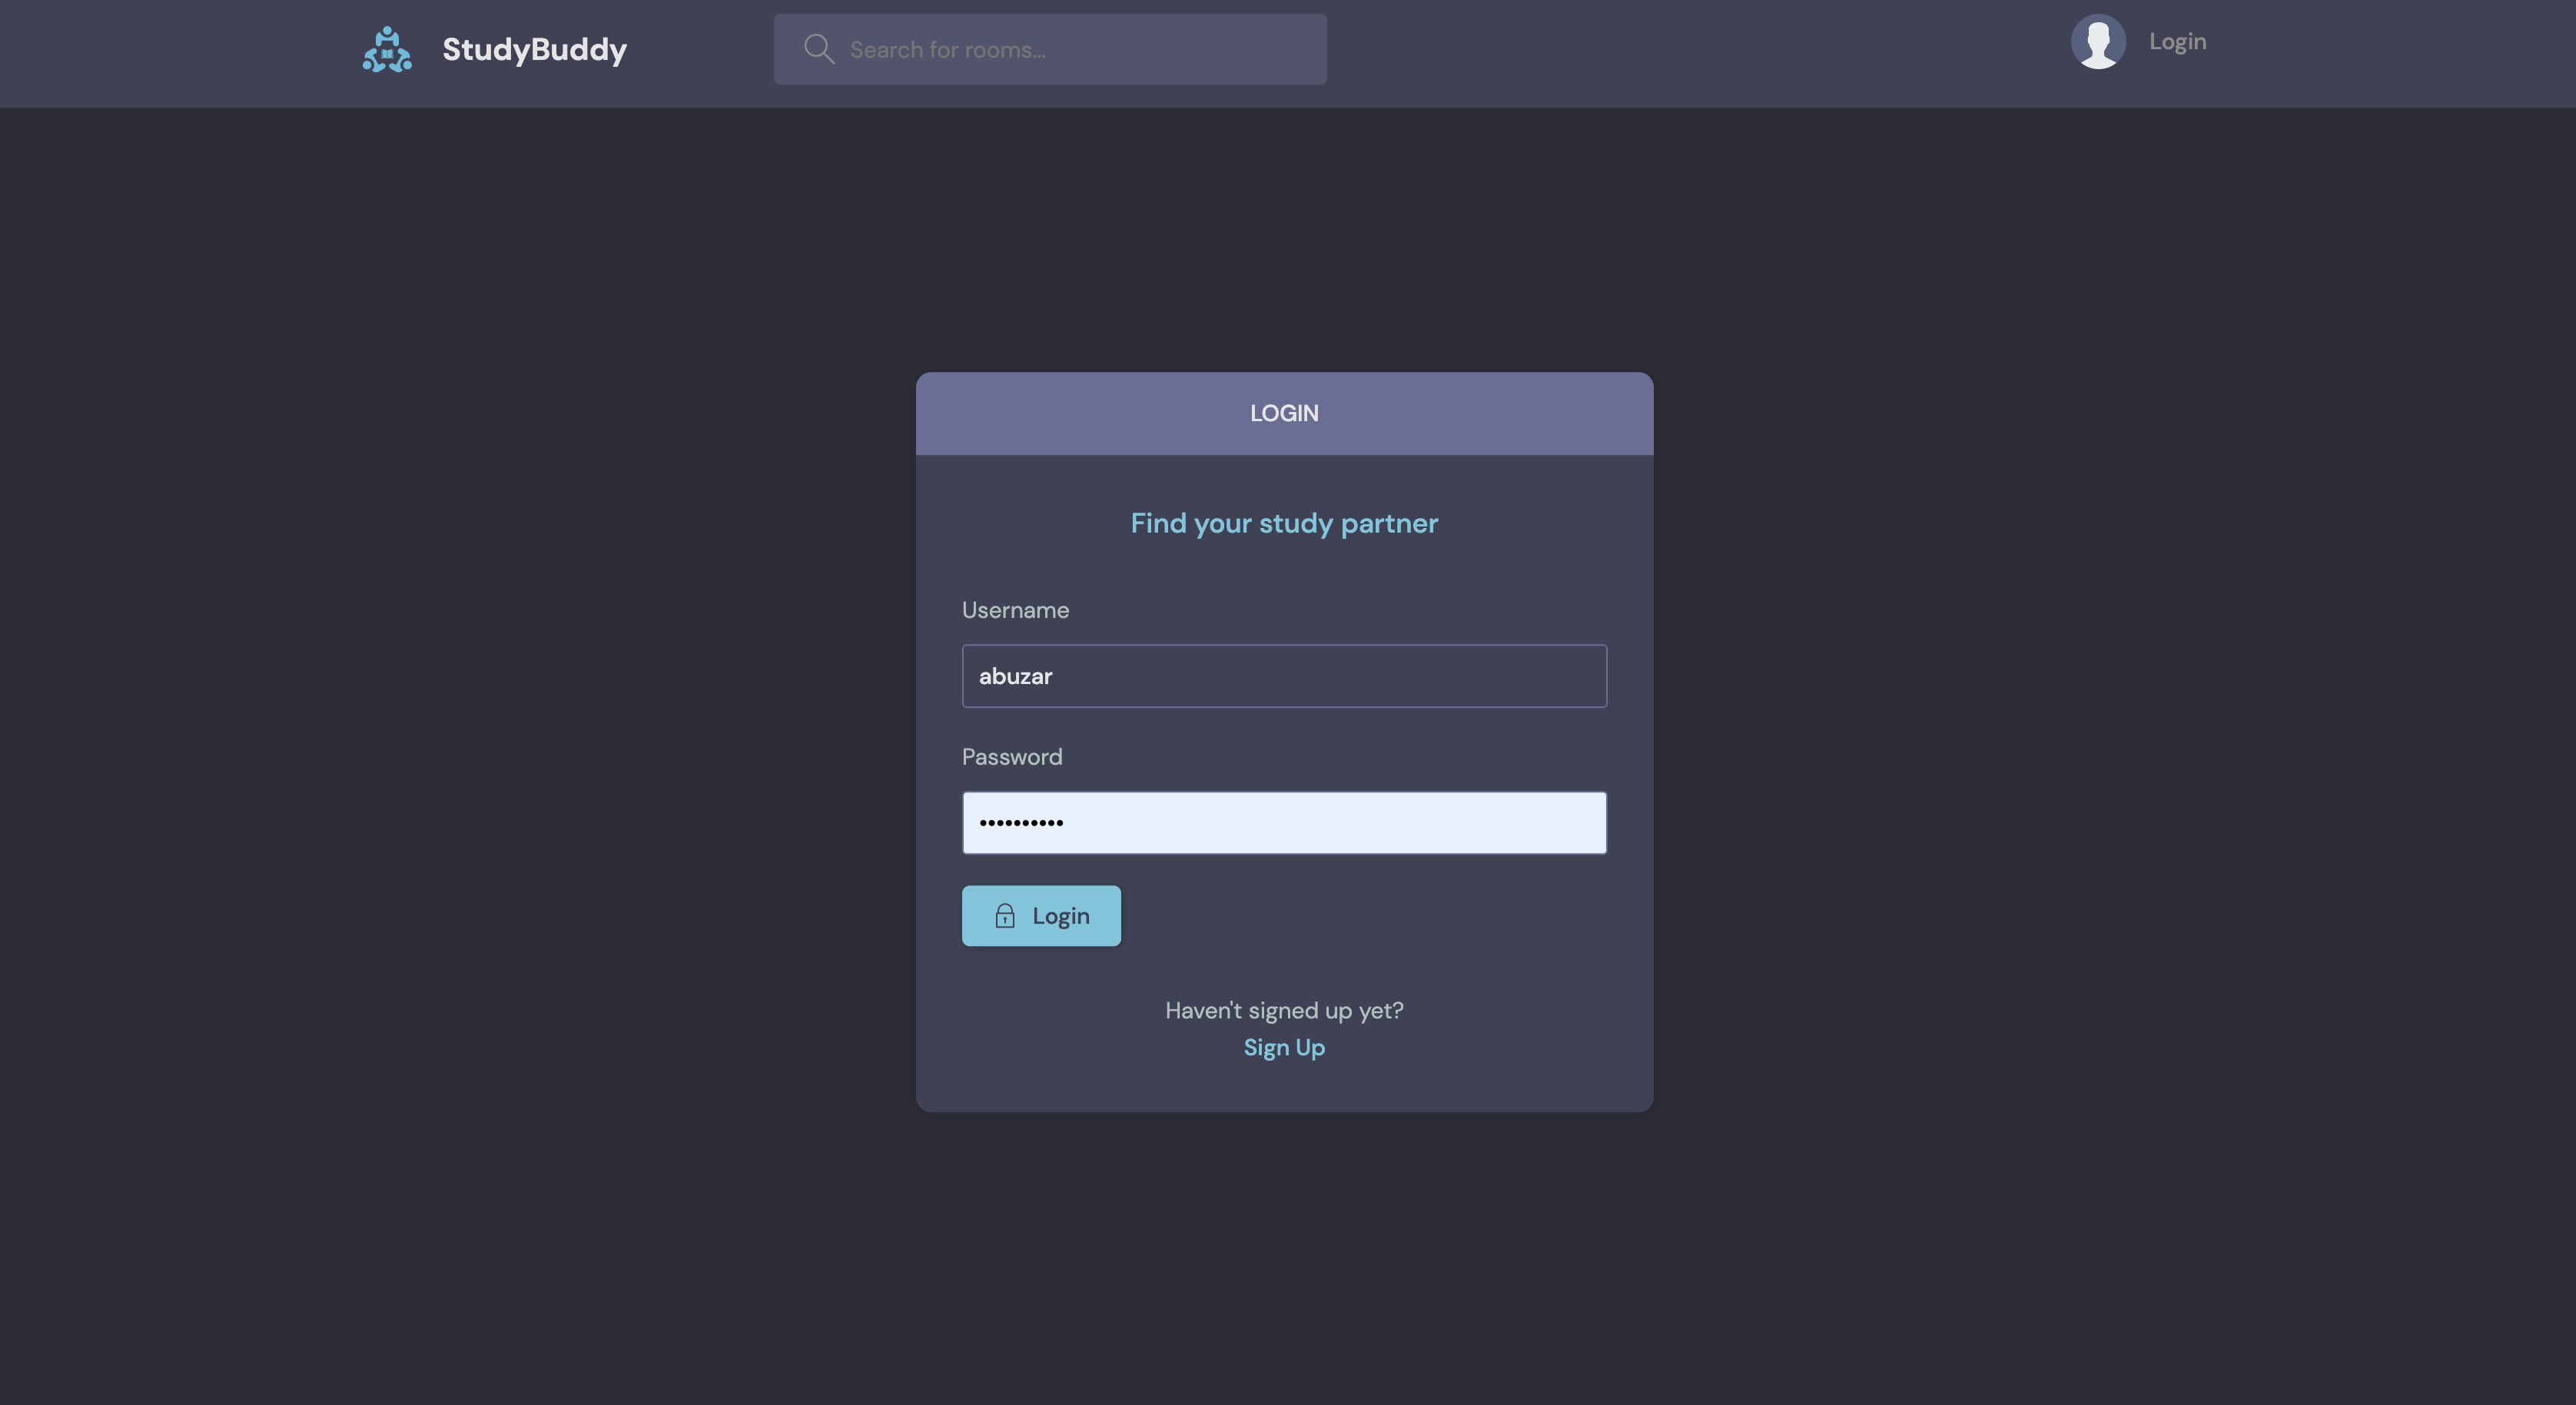 StudyBuddy
Search for rooms...
Login
LOGIN
Find your study partner
Username
abuzar
Password
••••••••••
Login
Haven't signed up yet?
Sign Up